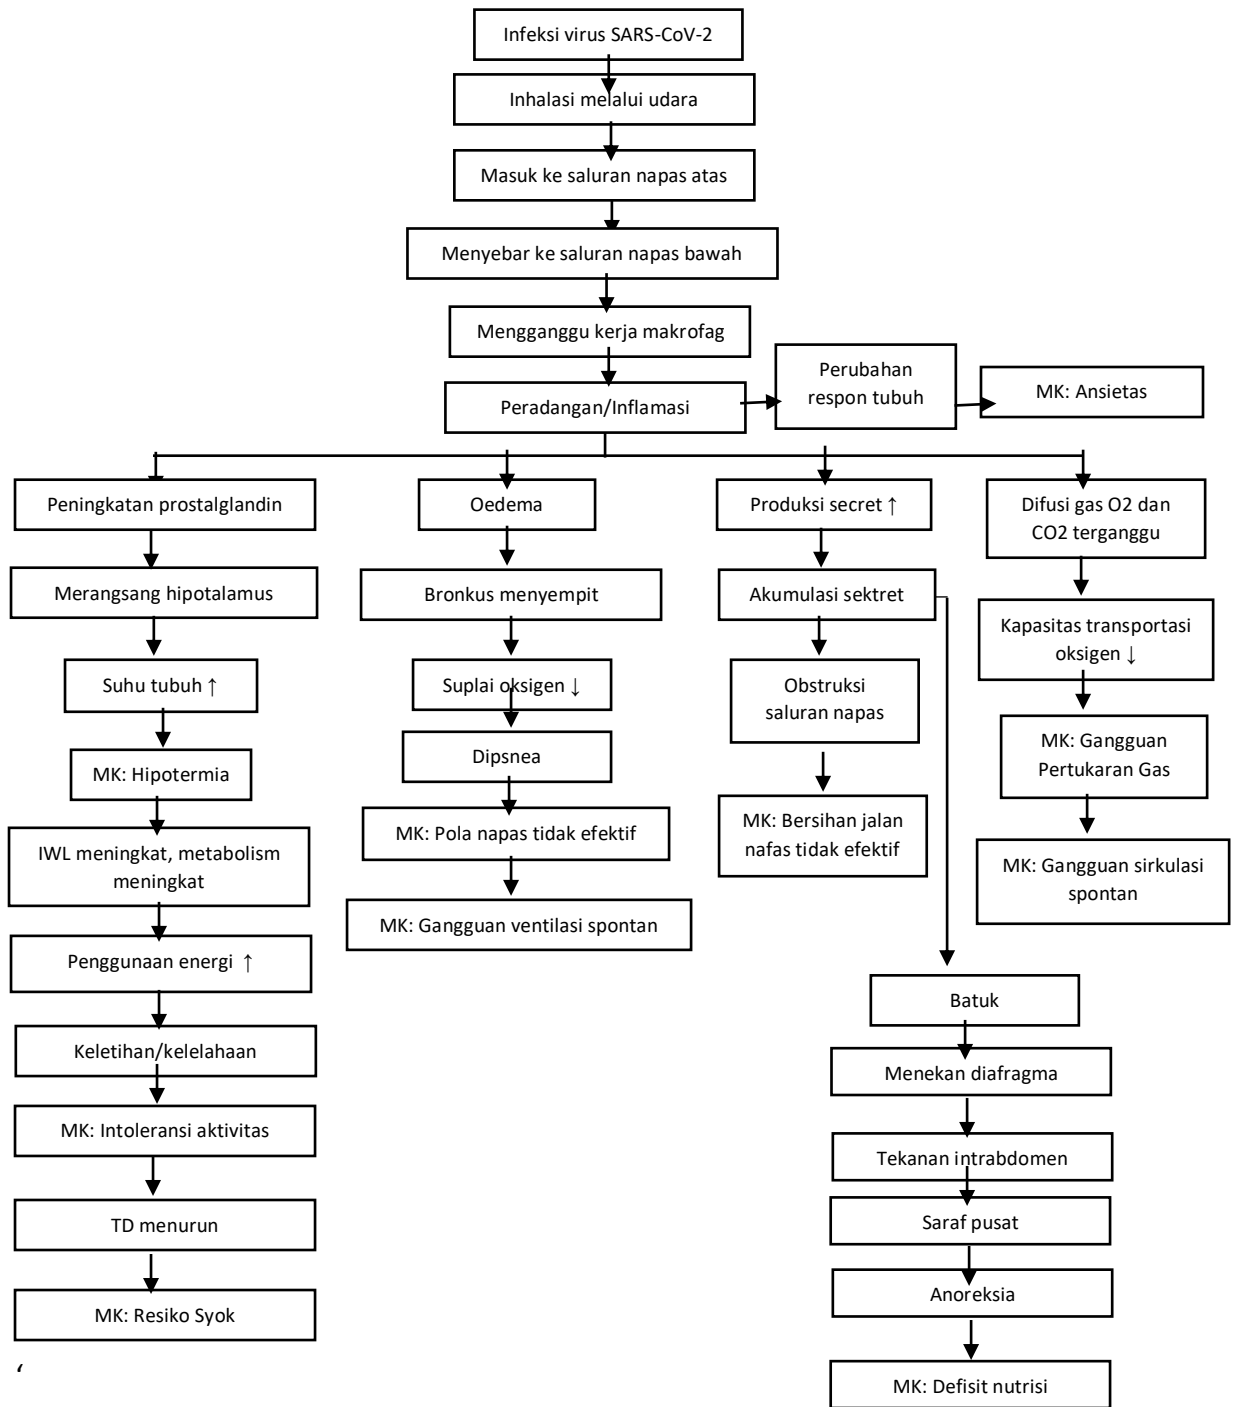 Infeksi virus SARS-CoV-2
Inhalasi melalui udara
Masuk ke saluran napas atas
Menyebar ke saluran napas bawah
Mengganggu kerja makrofag
Peradangan/Inflamasi
Perubahan
respon tubuh
MK: Ansietas
Peningkatan prostalglandin
Merangsang hipotalamus
Suhu tubuh ↑
MK: Hipotermia
IWL meningkat, metabolism
meningkat
Penggunaan energi ↑
Keletihan/kelelahaan
MK: Intoleransi aktivitas
TD menurun
MK: Resiko Syok
‘
Oedema
Bronkus menyempit
Suplai oksigen ↓
Dipsnea
MK: Pola napas tidak efektif
MK: Gangguan ventilasi spontan
Produksi secret ↑
Akumulasi sektret
Obstruksi
saluran napas
MK: Bersihan jalan
nafas tidak efektif
Batuk
Menekan diafragma
Tekanan intrabdomen
Saraf pusat
Anoreksia
MK: Defisit nutrisi
Difusi gas O2 dan
CO2 terganggu
Kapasitas transportasi
oksigen ↓
MK: Gangguan
Pertukaran Gas
MK: Gangguan sirkulasi
spontan